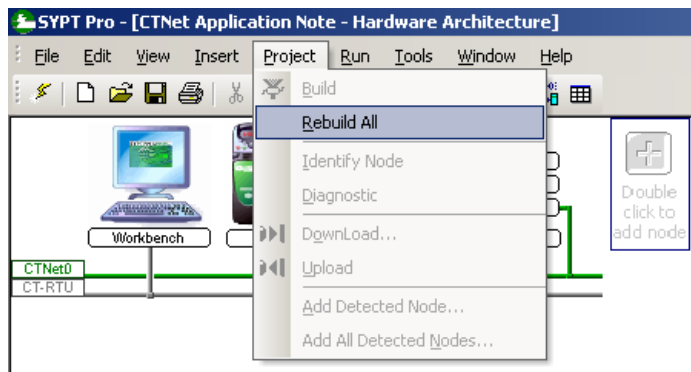 SYPT Pro - [CTNet Application Note - Hardware Architecture]
File Edit View Insert Project Run Tools Window Help
Build
Rebuild All
Identify Node
Diagnostic
DownLoad...
Upload
Add Detected Node...
Add All Detected Nodes...
Workbench
CTNet0
CT-RTU
Double
click to
add node